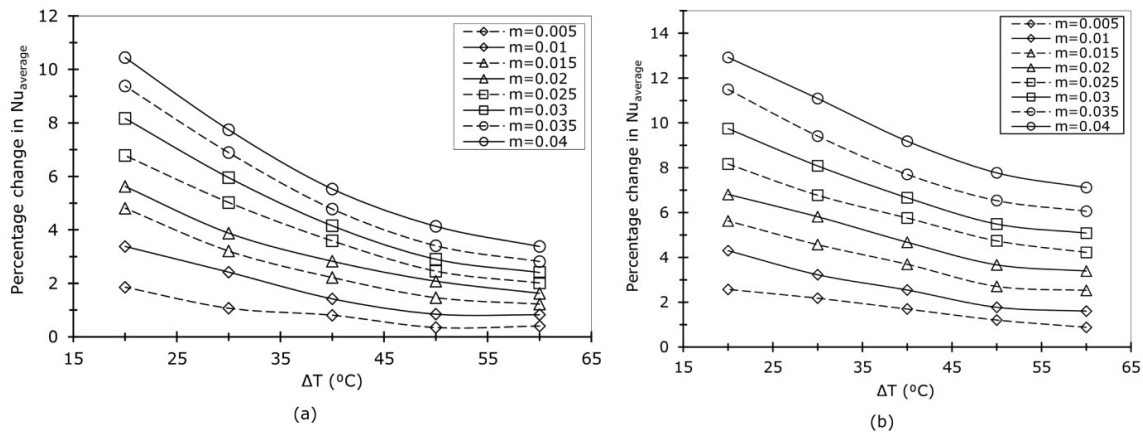 12
10
8
6
4
2
0
Percentage change in Nu_average
15 25 35 45 55 65
ΔT (⁰C)
m=0.005
m=0.01
m=0.015
m=0.02
m=0.025
m=0.03
m=0.035
m=0.04
(a)
15
14
12
10
8
6
4
2
0
Percentage change in Nu_average
15 25 35 45 55 65
ΔT (⁰C)
m=0.005
m=0.01
m=0.015
m=0.02
m=0.025
m=0.03
m=0.035
m=0.04
(b)